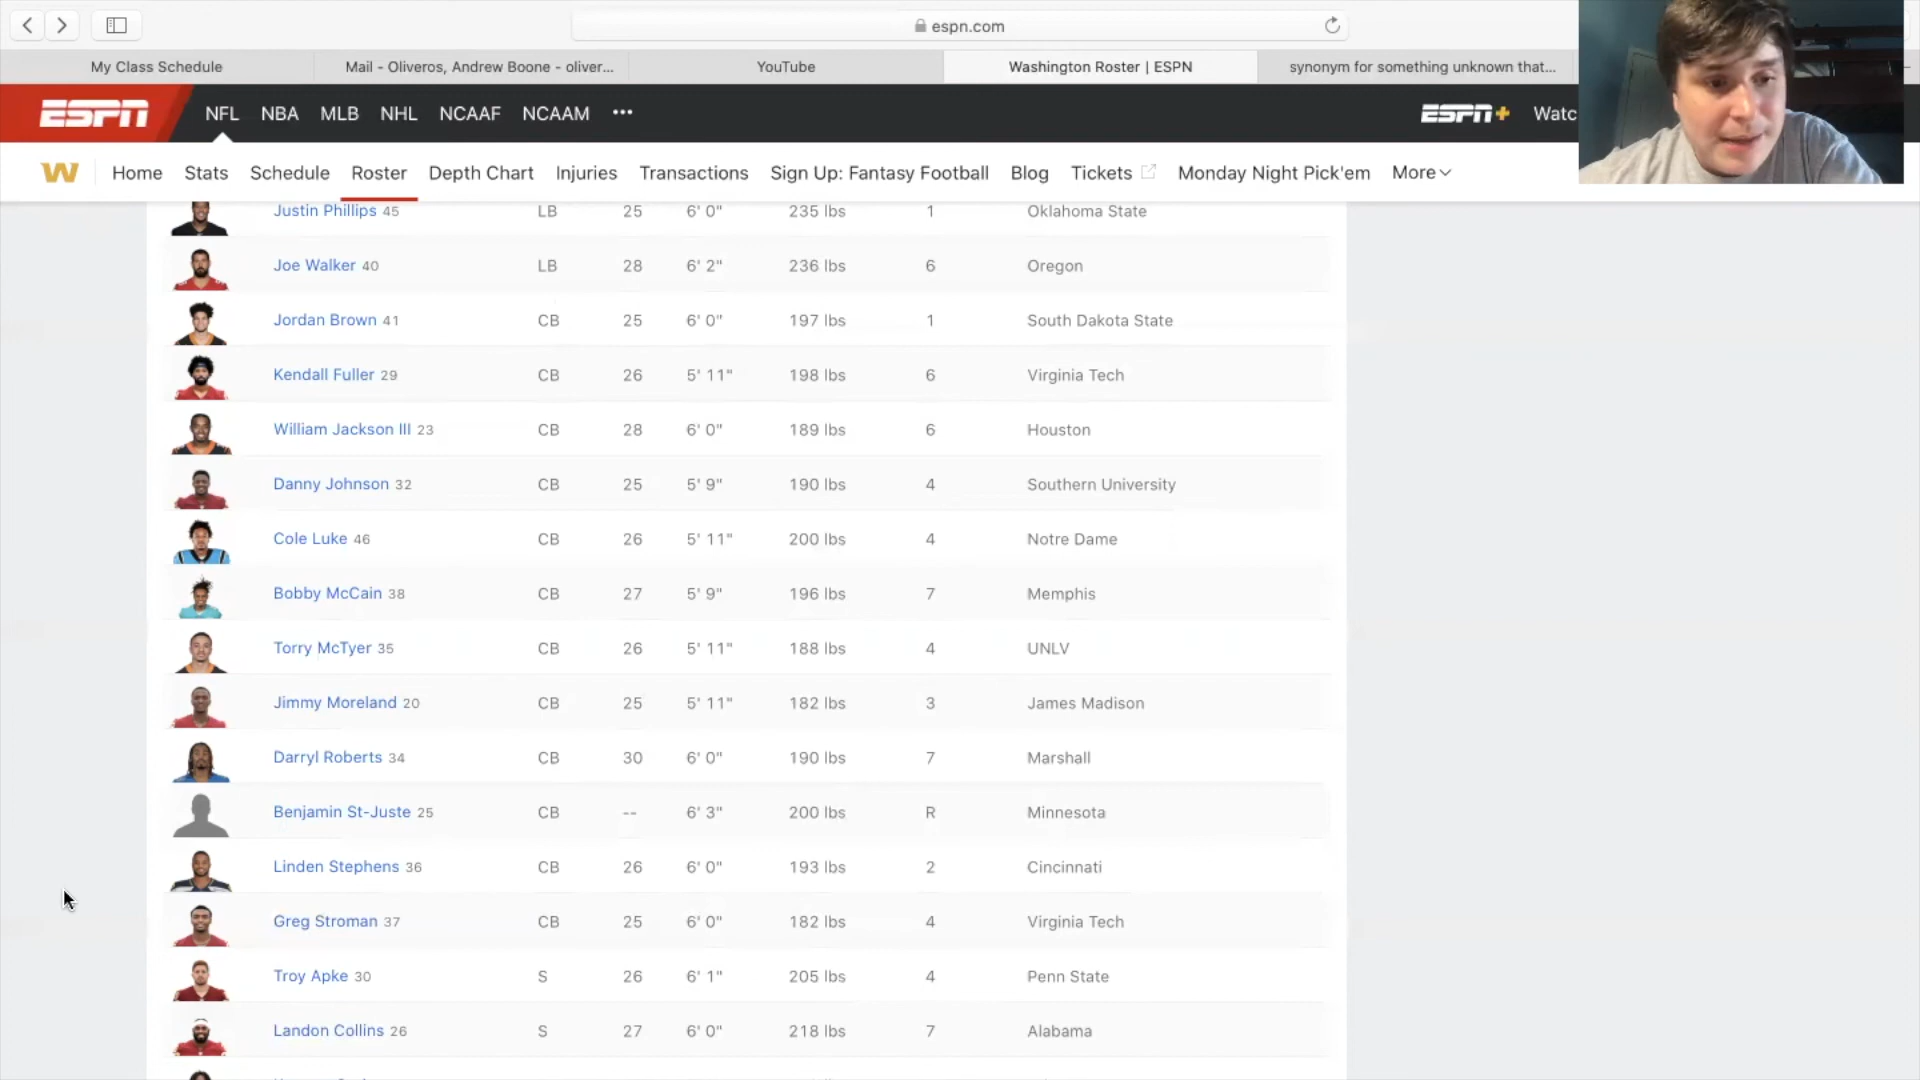 espn.com
My Class Schedule
Mail - Oliveros, Andrew Boone - oliver...
YouTube
Washington Roster | ESPN
synonym for something unknown that...
ESPN NFL NBA MLB NHL NCAAF NCAAM ••• ESPN+ Watc
W Home Stats Schedule Roster Depth Chart Injuries Transactions Sign Up: Fantasy Football Blog Tickets Monday Night Pick'em More
Justin Phillips 45 LB 25 6' 0" 235 lbs 1 Oklahoma State
Joe Walker 40 LB 28 6' 2" 236 lbs 6 Oregon
Jordan Brown 41 CB 25 6' 0" 197 lbs 1 South Dakota State
Kendall Fuller 29 CB 26 5' 11" 198 lbs 6 Virginia Tech
William Jackson III 23 CB 28 6' 0" 189 lbs 6 Houston
Danny Johnson 32 CB 25 5' 9" 190 lbs 4 Southern University
Cole Luke 46 CB 26 5' 11" 200 lbs 4 Notre Dame
Bobby McCain 38 CB 27 5' 9" 196 lbs 7 Memphis
Torry McTyer 35 CB 26 5' 11" 188 lbs 4 UNLV
Jimmy Moreland 20 CB 25 5' 11" 182 lbs 3 James Madison
Darryl Roberts 34 CB 30 6' 0" 190 lbs 7 Marshall
Benjamin St-Juste 25 CB -- 6' 3" 200 lbs R Minnesota
Linden Stephens 36 CB 26 6' 0" 193 lbs 2 Cincinnati
Greg Stroman 37 CB 25 6' 0" 182 lbs 4 Virginia Tech
Troy Apke 30 S 26 6' 1" 205 lbs 4 Penn State
Landon Collins 26 S 27 6' 0" 218 lbs 7 Alabama